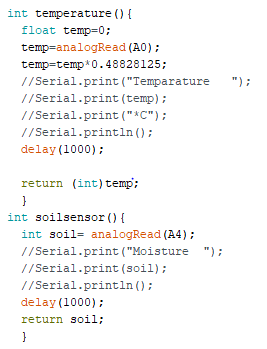 int temperature(){
float temp=0;
temp=analogRead(A0);
temp=temp*0.48828125;
//Serial.print("Temparature   ");
//Serial.print(temp);
//Serial.print("*C");
//Serial.println();
delay(1000);
return (int)temp;
}
int soilsensor(){
int soil= analogRead(A4);
//Serial.print("Moisture  ");
//Serial.print(soil);
//Serial.println();
delay(1000);
return soil;
}